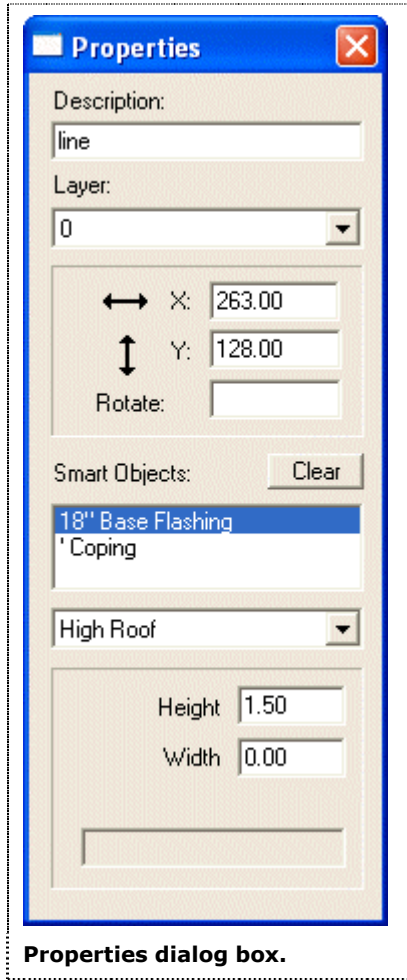 Properties
Description:
line
Layer:
0
X: 263.00
Y: 128.00
Rotate:
Smart Objects: Clear
18" Base Flashing
' Coping
High Roof
Height 1.50
Width 0.00
Properties dialog box.